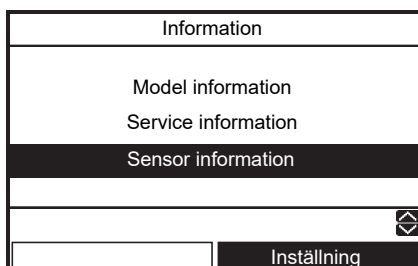 Information
Model information
Service information
Sensor information
Inställning